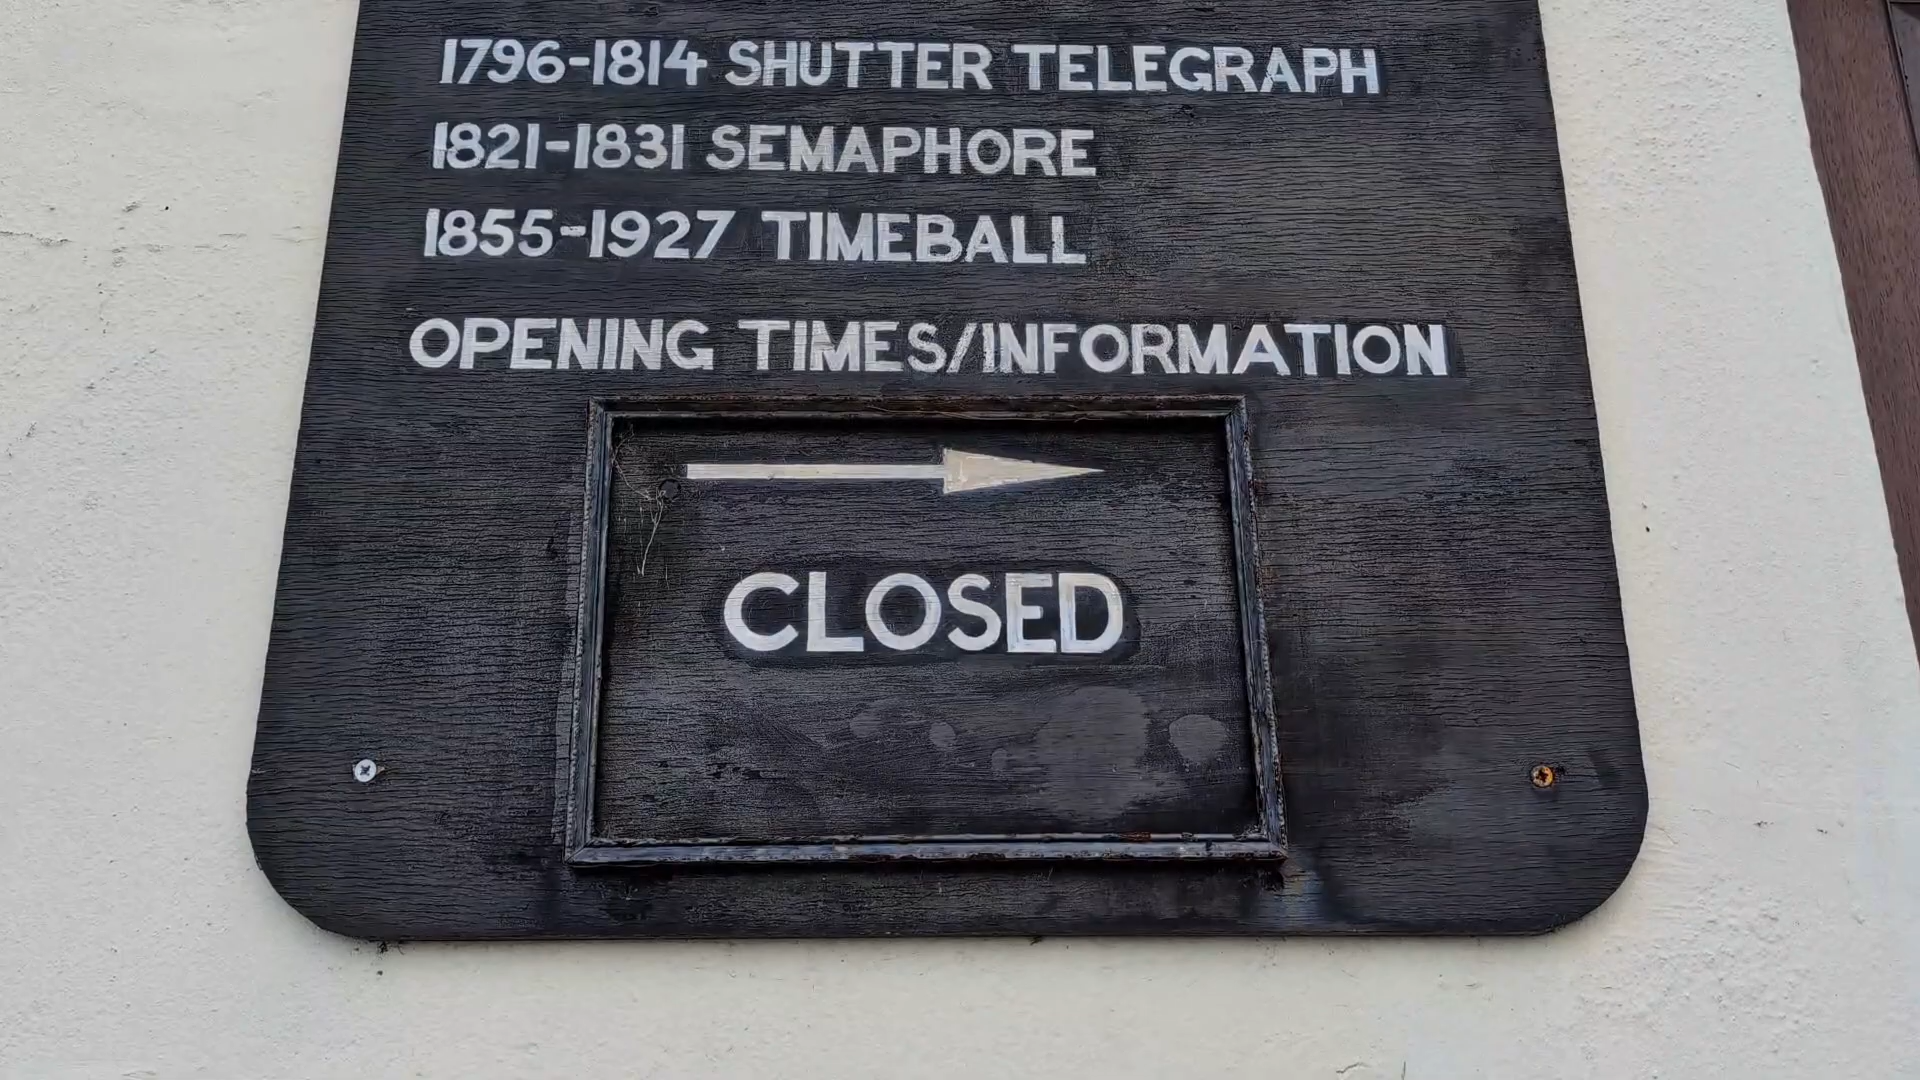 1796-1814 SHUTTER TELEGRAPH
1821-1831 SEMAPHORE
1855-1927 TIMEBALL
OPENING TIMES/INFORMATION
CLOSED